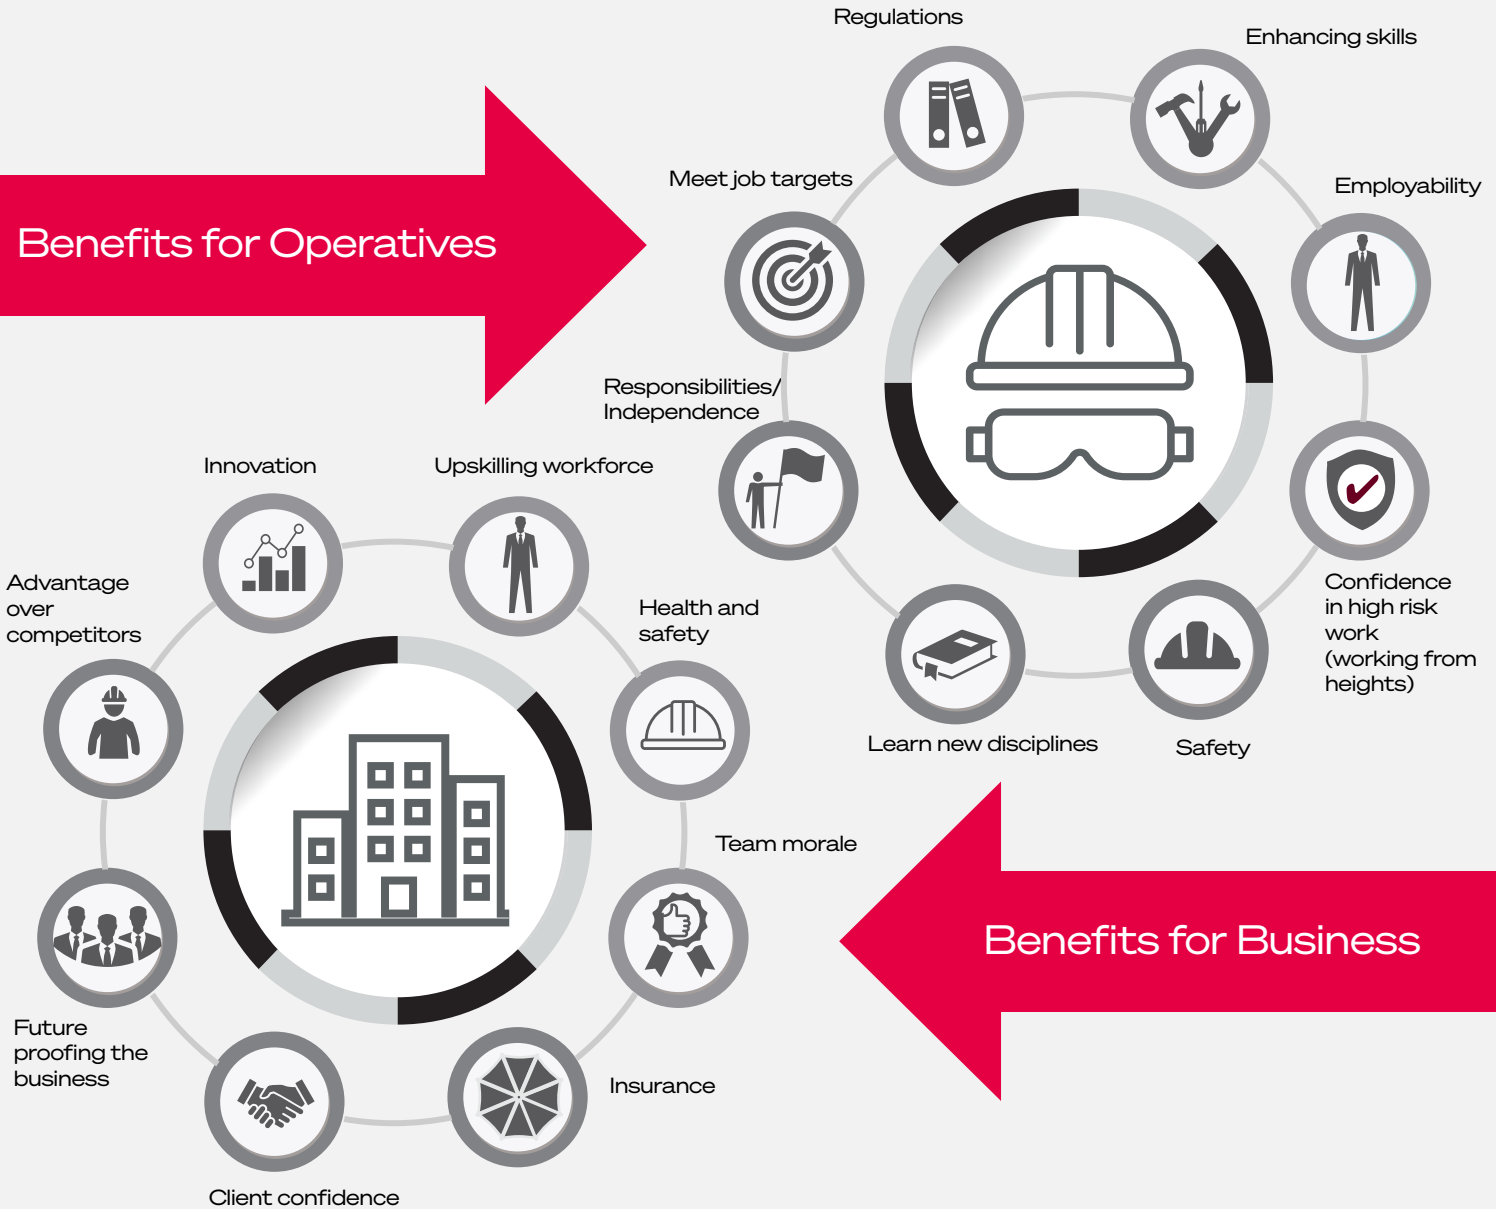 Regulations
Enhancing skills
Meet job targets
Employability
Benefits for Operatives
Responsibilities/
Independence
Confidence
in high risk
work
(working from
heights)
Learn new disciplines
Safety
Innovation
Upskilling workforce
Advantage
over
competitors
Health and
safety
Team morale
Benefits for Business
Future
proofing the
business
Insurance
Client confidence